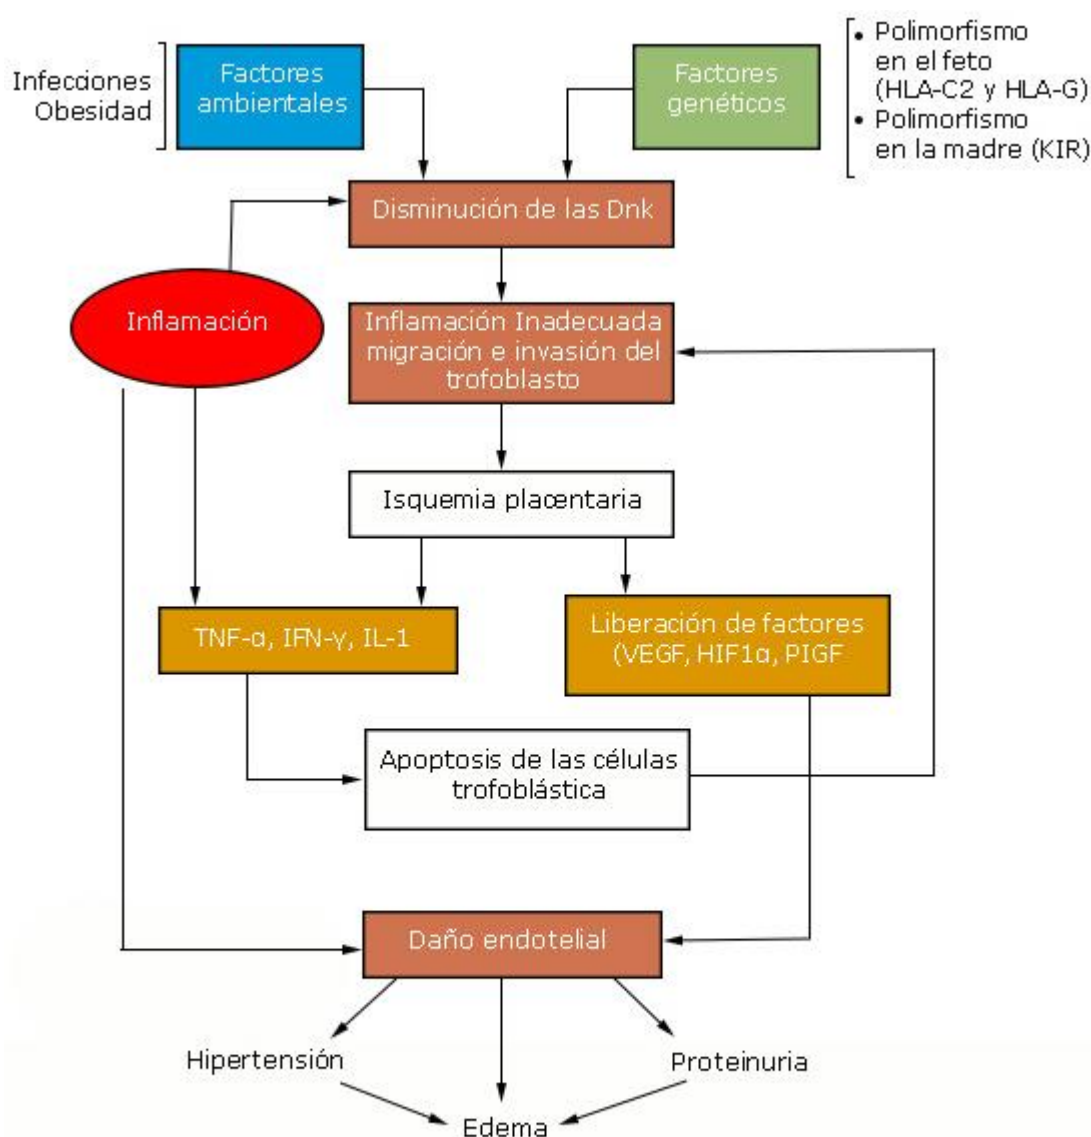 Infecciones
Obesidad
Factores
ambientales
Factores
genéticos
• Polimorfismo
en el feto
(HLA-C2 y HLA-G)
• Polimorfismo
en la madre (KIR)
Disminución de las Dnk
Inflamación
Inflamación Inadecuada
migración e invasión del
trofoblasto
Isquemia placentaria
TNF-α, IFN-γ, IL-1
Liberación de factores
(VEGF, HIF1α, PIGF
Apoptosis de las células
trofoblástica
Daño endotelial
Hipertensión
Proteinuria
Edema